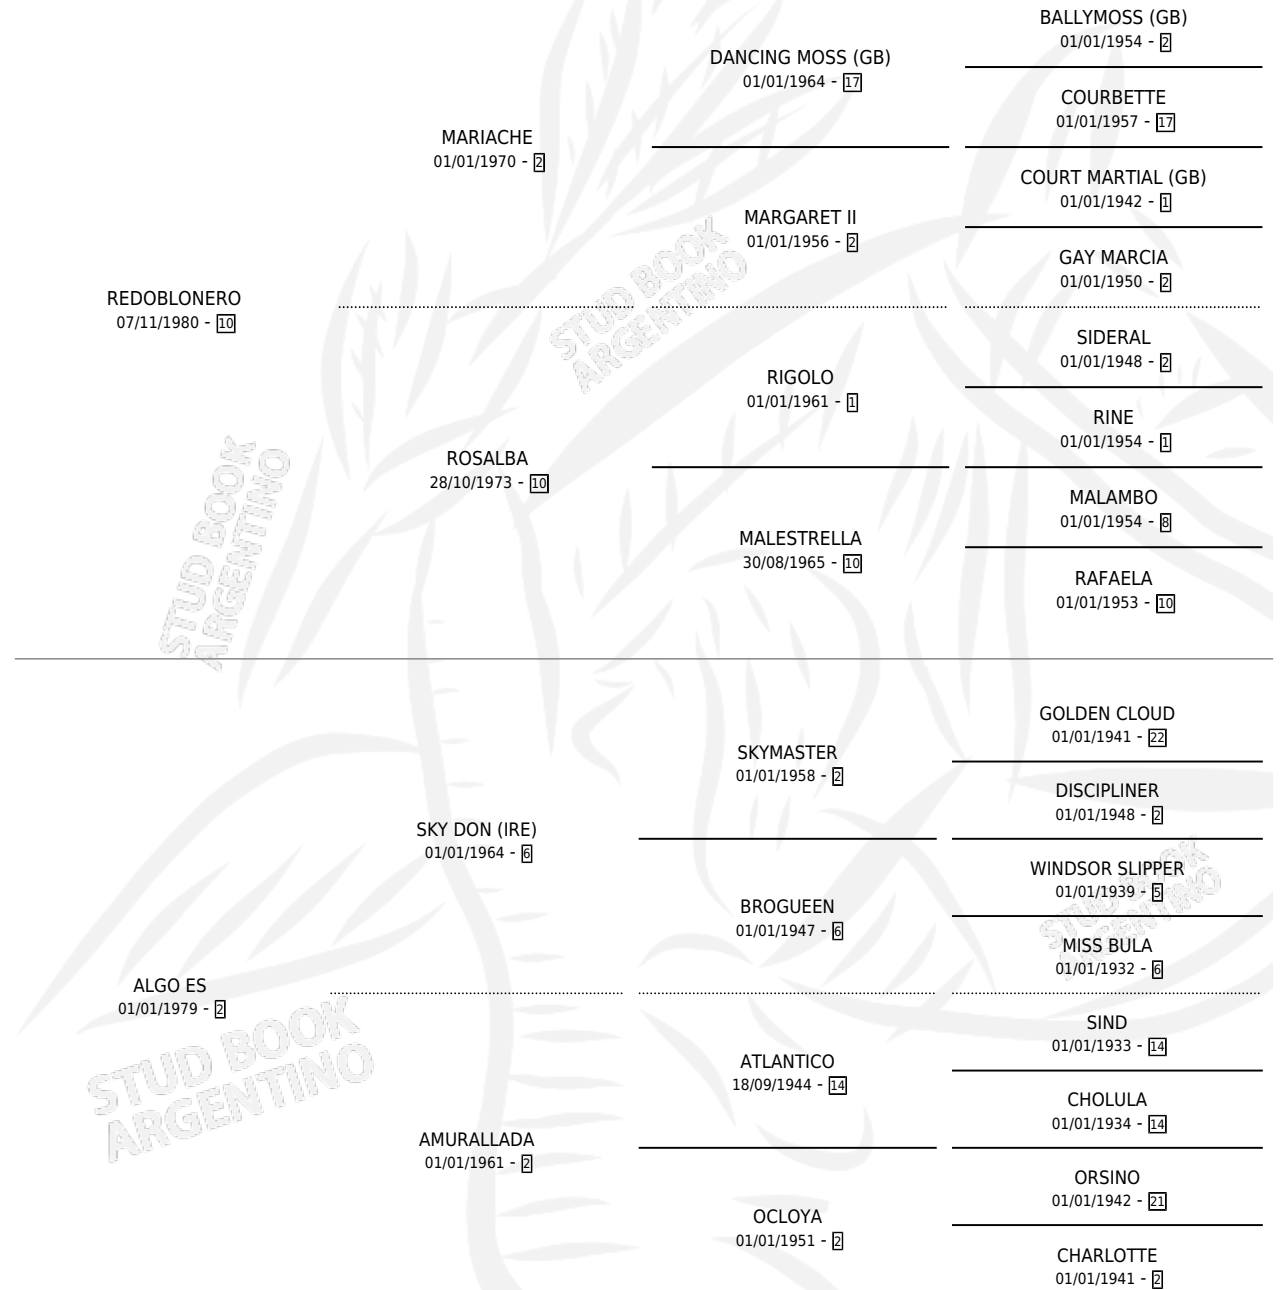 BALLYMOSS (GB)
01/01/1954 - 2
DANCING MOSS (GB)
01/01/1964 - 17
COURBETTE
01/01/1957 - 17
MARIACHE
01/01/1970 - 2
COURT MARTIAL (GB)
01/01/1942 - 1
MARGARET II
01/01/1956 - 2
GAY MARCIA
01/01/1950 - 2
REDOBLONERO
07/11/1980 - 10
SIDERAL
01/01/1948 - 2
RIGOLO
01/01/1961 - 1
RINE
01/01/1954 - 1
ROSALBA
28/10/1973 - 10
MALAMBO
01/01/1954 - 8
MALESTRELLA
30/08/1965 - 10
RAFAELA
01/01/1953 - 10
STUD BOOK
ARGENTINO
STUD BOOK
ARGENTINO
GOLDEN CLOUD
01/01/1941 - 22
SKYMASTER
01/01/1958 - 2
DISCIPLINER
01/01/1948 - 2
SKY DON (IRE)
01/01/1964 - 6
WINDSOR SLIPPER
01/01/1939 - 5
BROGUEEN
01/01/1947 - 6
MISS BULA
01/01/1932 - 6
STUD BOOK
ARGENTINO
ALGO ES
01/01/1979 - 2
SIND
01/01/1933 - 14
ATLANTICO
18/09/1944 - 14
CHOLULA
01/01/1934 - 14
STUD BOOK
ARGENTINO
AMURALLADA
01/01/1961 - 2
ORSINO
01/01/1942 - 21
OCLOYA
01/01/1951 - 2
CHARLOTTE
01/01/1941 - 2